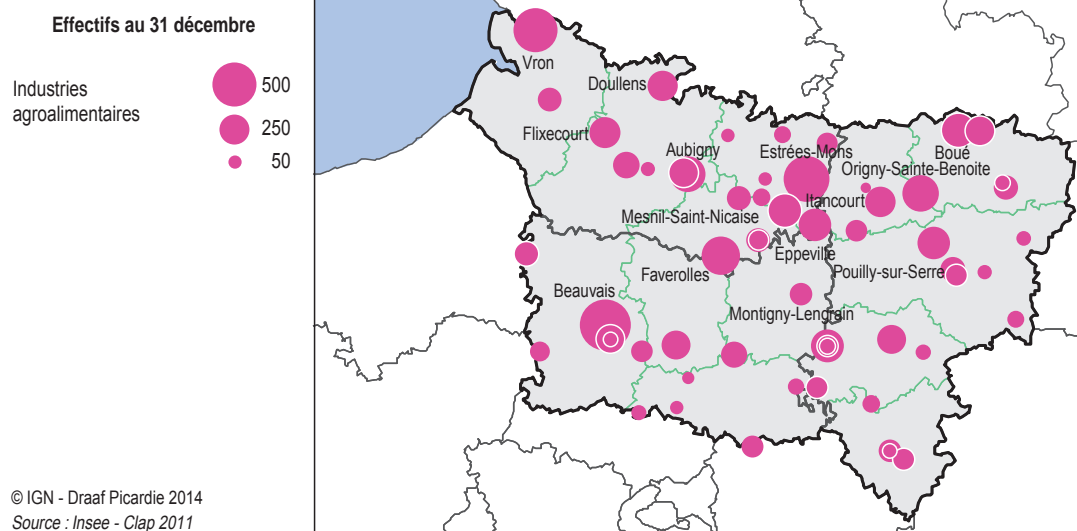 Effectifs au 31 décembre
Industries
agroalimentaires
500
250
50
Vron
Doullens
Flixecourt
Aubigny
Estrées-Mons
Boué
Origny-Sainte-Benoite
Itancourt
Mesnil-Saint-Nicaise
Eppeville
Faverolles
Pouilly-sur-Serre
Beauvais
Montigny-Lengrain
© IGN - Draaf Picardie 2014
Source : Insee - Clap 2011